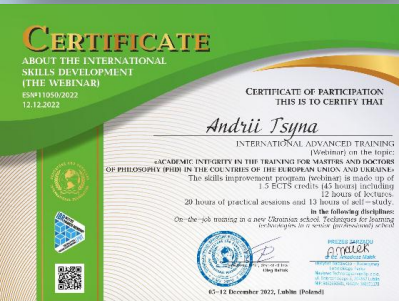 CERTIFICATE
ABOUT THE INTERNATIONAL
SKILLS DEVELOPMENT
(THE WEBINAR)
ES№11050/2022
12.12.2022
CERTIFICATE OF PARTICIPATION
THIS IS TO CERTIFY THAT
Andrii Tsyna
INTERNATIONAL ADVANCED TRAINING
(Webinar) on the topic:
«ACADEMIC INTEGRITY IN THE TRAINING FOR MASTERS AND DOCTORS
OF PHILOSOPHY (PHD) IN THE COUNTRIES OF THE EUROPEAN UNION AND UKRAINE»
The skills improvement program (webinar) is made up of
1.5 ECTS credits (45 hours) including
12 hours of lectures,
20 hours of practical sessions and 13 hours of self-study.
in the following disciplines:
On-the-job training in a new Ukrainian school. Techniques for learning
technologies in a senior (professional) school
PREZES ZARZĄDU
05-12 December 2022, Lublin (Poland)